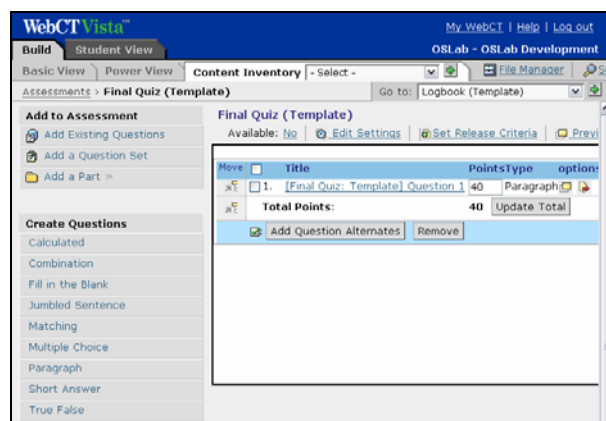 WebCT Vista™
My WebCT | Help | Log out
Build Student View OSLab - OSLab Development
Basic View Power View Content Inventory - Select - File Manager
Assessments › Final Quiz (Template) Go to: Logbook (Template)
Add to Assessment
Add Existing Questions
Add a Question Set
Add a Part »
Create Questions
Calculated
Combination
Fill in the Blank
Jumbled Sentence
Matching
Multiple Choice
Paragraph
Short Answer
True False
Final Quiz (Template)
Available: No | Edit Settings | Set Release Criteria | Previ
Move Title Points Type option
1. [Final Quiz: Template] Question 1 40 Paragraph
Total Points: 40 Update Total
Add Question Alternates Remove